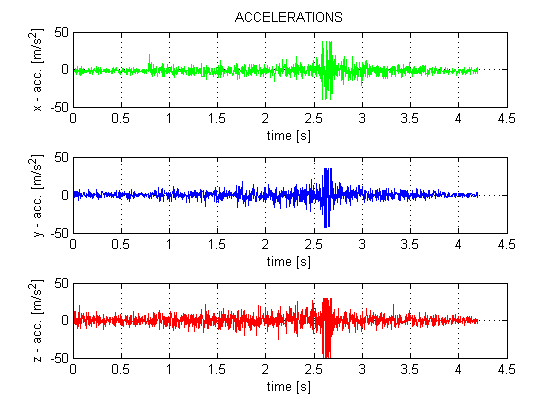 ACCELERATIONS
x - acc. [m/s²]
50
0
-50
0 0.5 1 1.5 2 2.5 3 3.5 4 4.5
time [s]
y - acc. [m/s²]
50
0
-50
0 0.5 1 1.5 2 2.5 3 3.5 4 4.5
time [s]
z - acc. [m/s²]
50
0
-50
0 0.5 1 1.5 2 2.5 3 3.5 4 4.5
time [s]